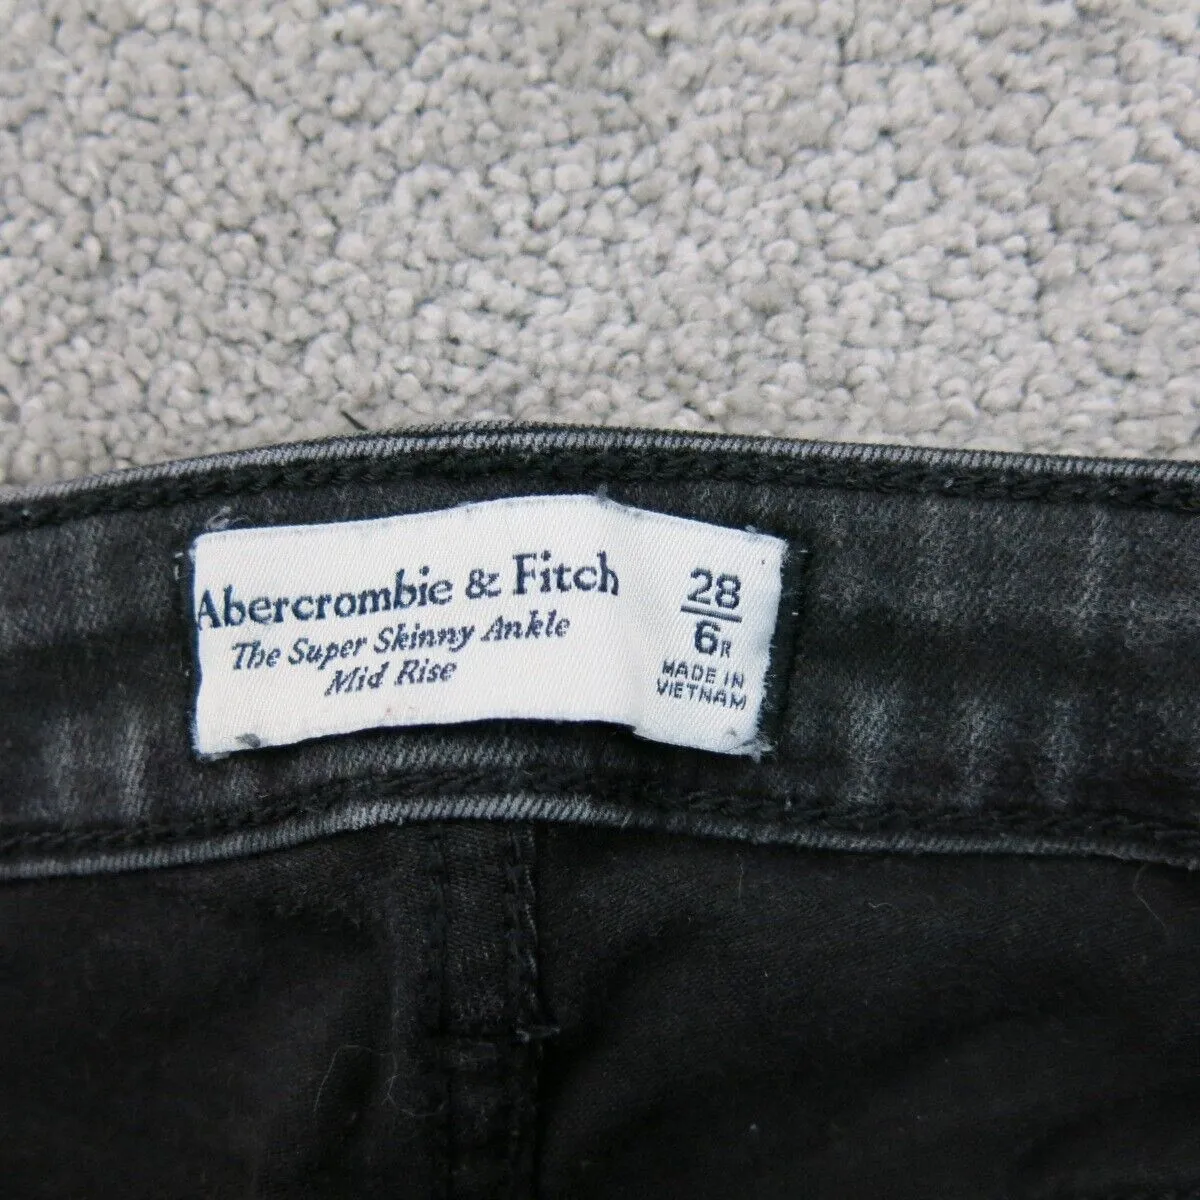 Abercrombie & Fitch
The Super Skinny Ankle
Mid Rise
28
6R
MADE IN
VIETNAM